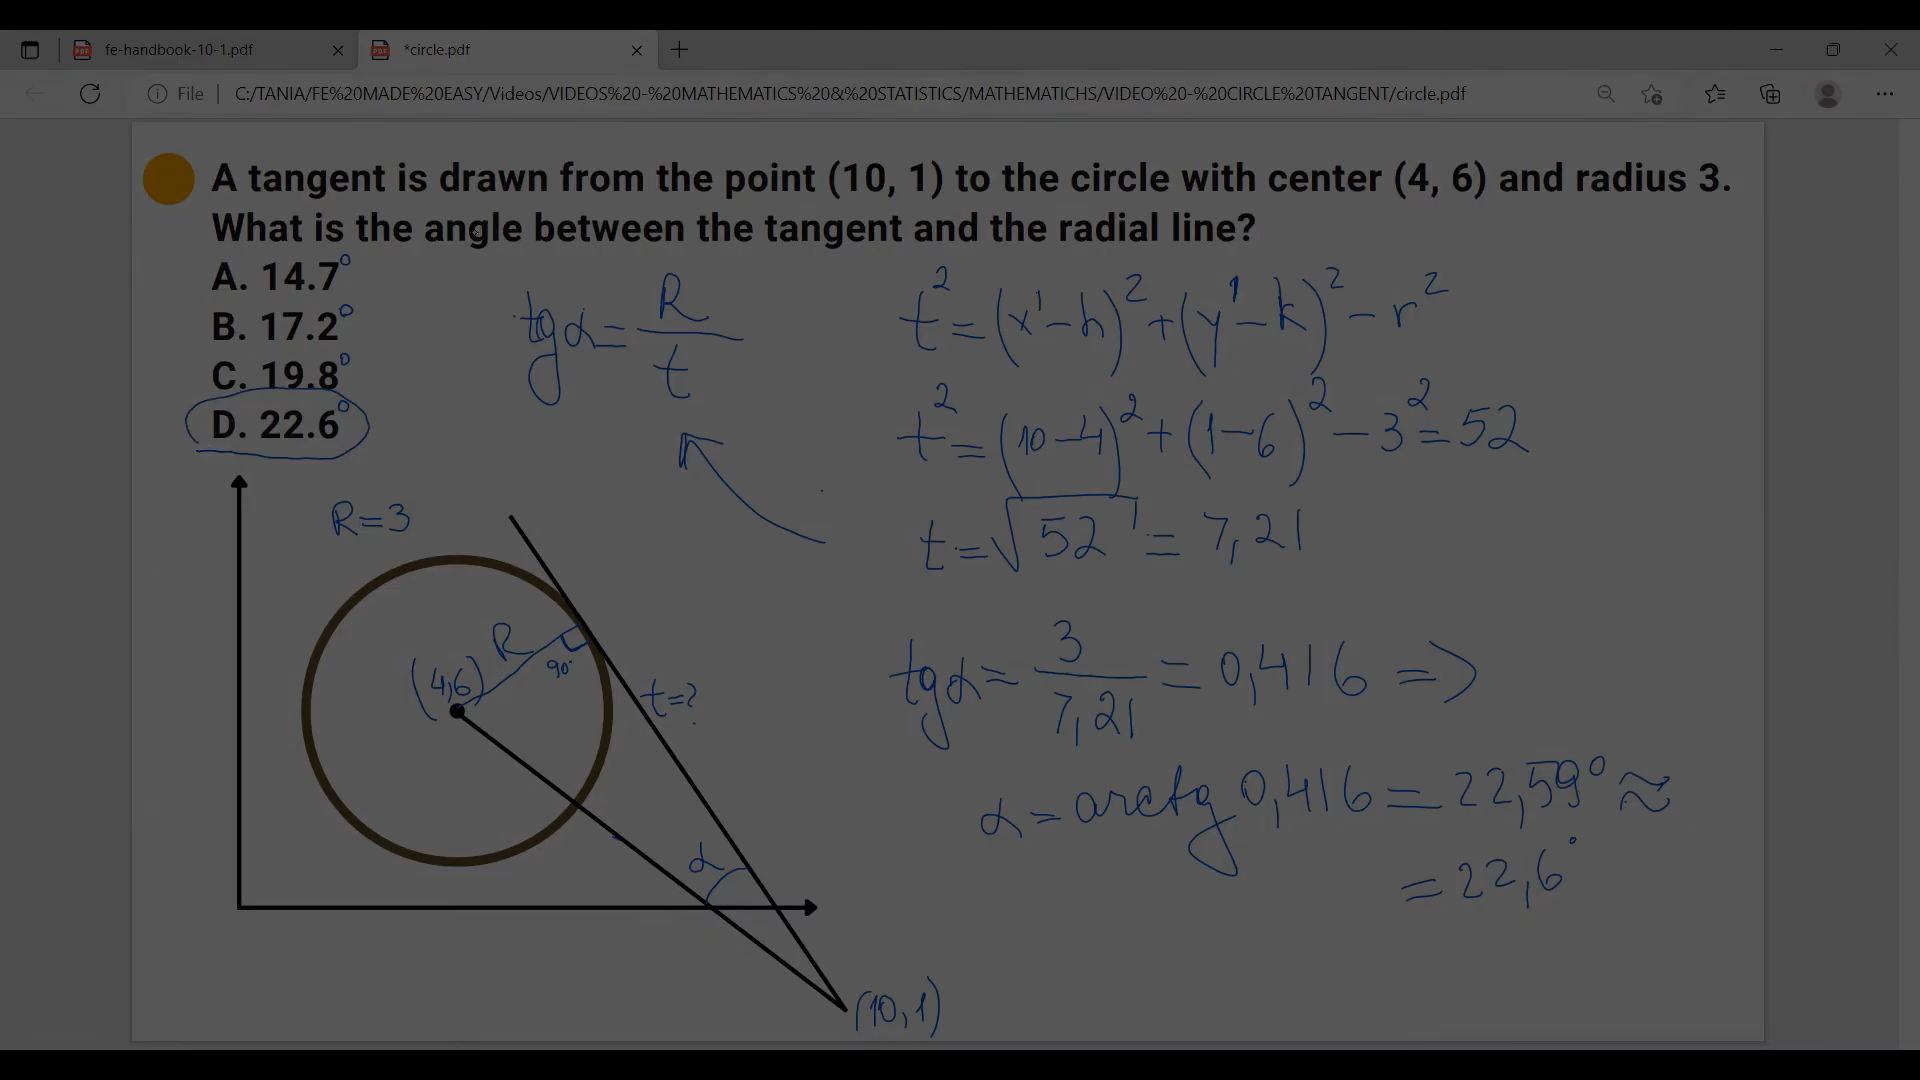 fe-handbook-10-1.pdf
*circle.pdf
File
C:/TANIA/FE%20MADE%20EASY/Videos/VIDEOS%20-%20MATHEMATICS%20&%20STATISTICS/MATHEMATICHS/VIDEO%20-%20CIRCLE%20TANGENT/circle.pdf
A tangent is drawn from the point (10, 1) to the circle with center (4, 6) and radius 3.
What is the angle between the tangent and the radial line?
A. 14.7°
B. 17.2°
C. 19.8°
D. 22.6°
tg α = R / t
t² = (x' - h)² + (y' - k)² - r²
t² = (10 - 4)² + (1 - 6)² - 3² = 52
t = √52 = 7,21
R = 3
R
90°
(4,6)
t = ?
α
(10, 1)
tg α = 3 / 7,21 = 0,416 =>
α = arctg 0,416 = 22,59° ≈
= 22,6°